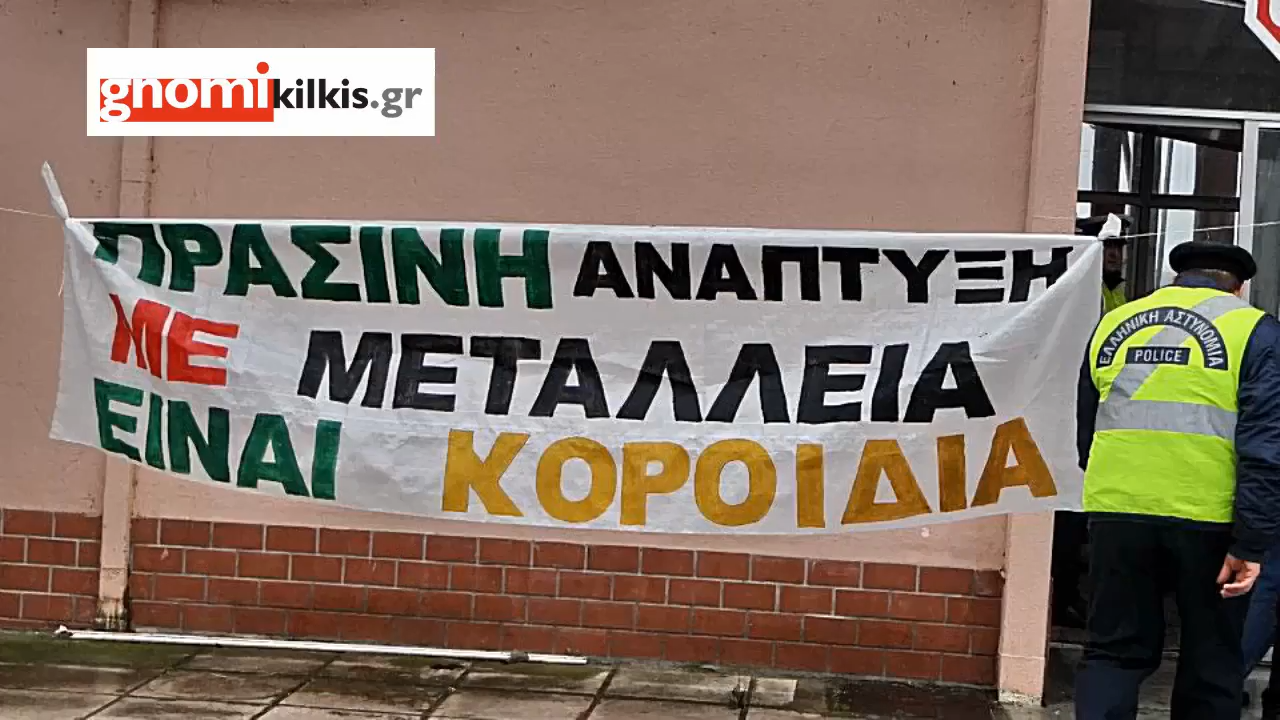 gnomikilkis.gr
ΠΡΑΣΙΝΗ ΑΝΑΠΤΥΞΗ
ΜΕ ΜΕΤΑΛΛΕΙΑ
ΕΙΝΑΙ ΚΟΡΟΙΔΙΑ
ΕΛΛΗΝΙΚΗ ΑΣΤΥΝΟΜΙΑ
POLICE